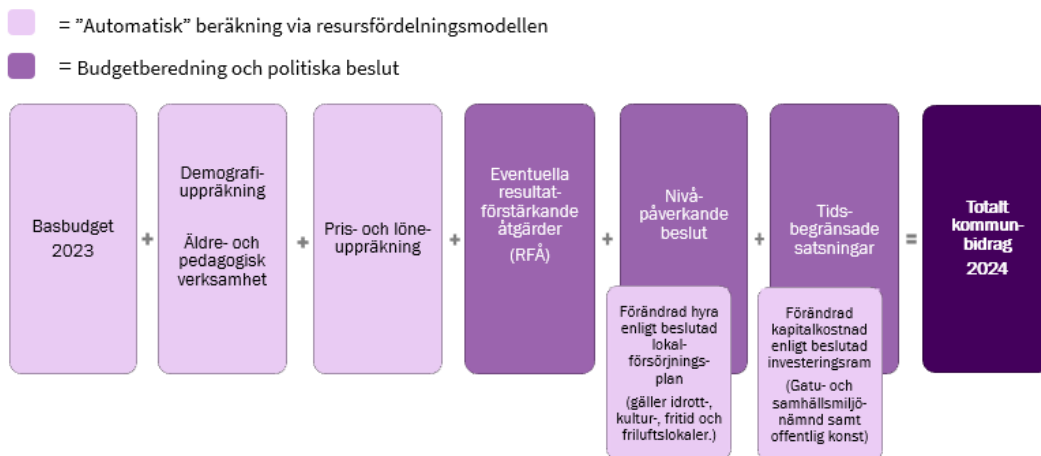 = ”Automatisk” beräkning via resursfördelningsmodellen
= Budgetberedning och politiska beslut
Basbudget
2023
+
Demografi-
uppräkning
Äldre- och
pedagogisk
verksamhet
+
Pris- och löne-
uppräkning
+
Eventuella
resultat-
förstärkande
åtgärder
(RFÅ)
+
Nivå-
påverkande
beslut
Förändrad hyra
enligt beslutad
lokal-
försörjnings-
plan
(gäller idrott-,
kultur-, fritid och
friluftslokaler.)
+
Tids-
begränsade
satsningar
Förändrad
kapitalkostnad
enligt beslutad
investeringsram
(Gatu- och
samhällsmiljö-
nämnd samt
offentlig konst)
=
Totalt
kommun-
bidrag
2024